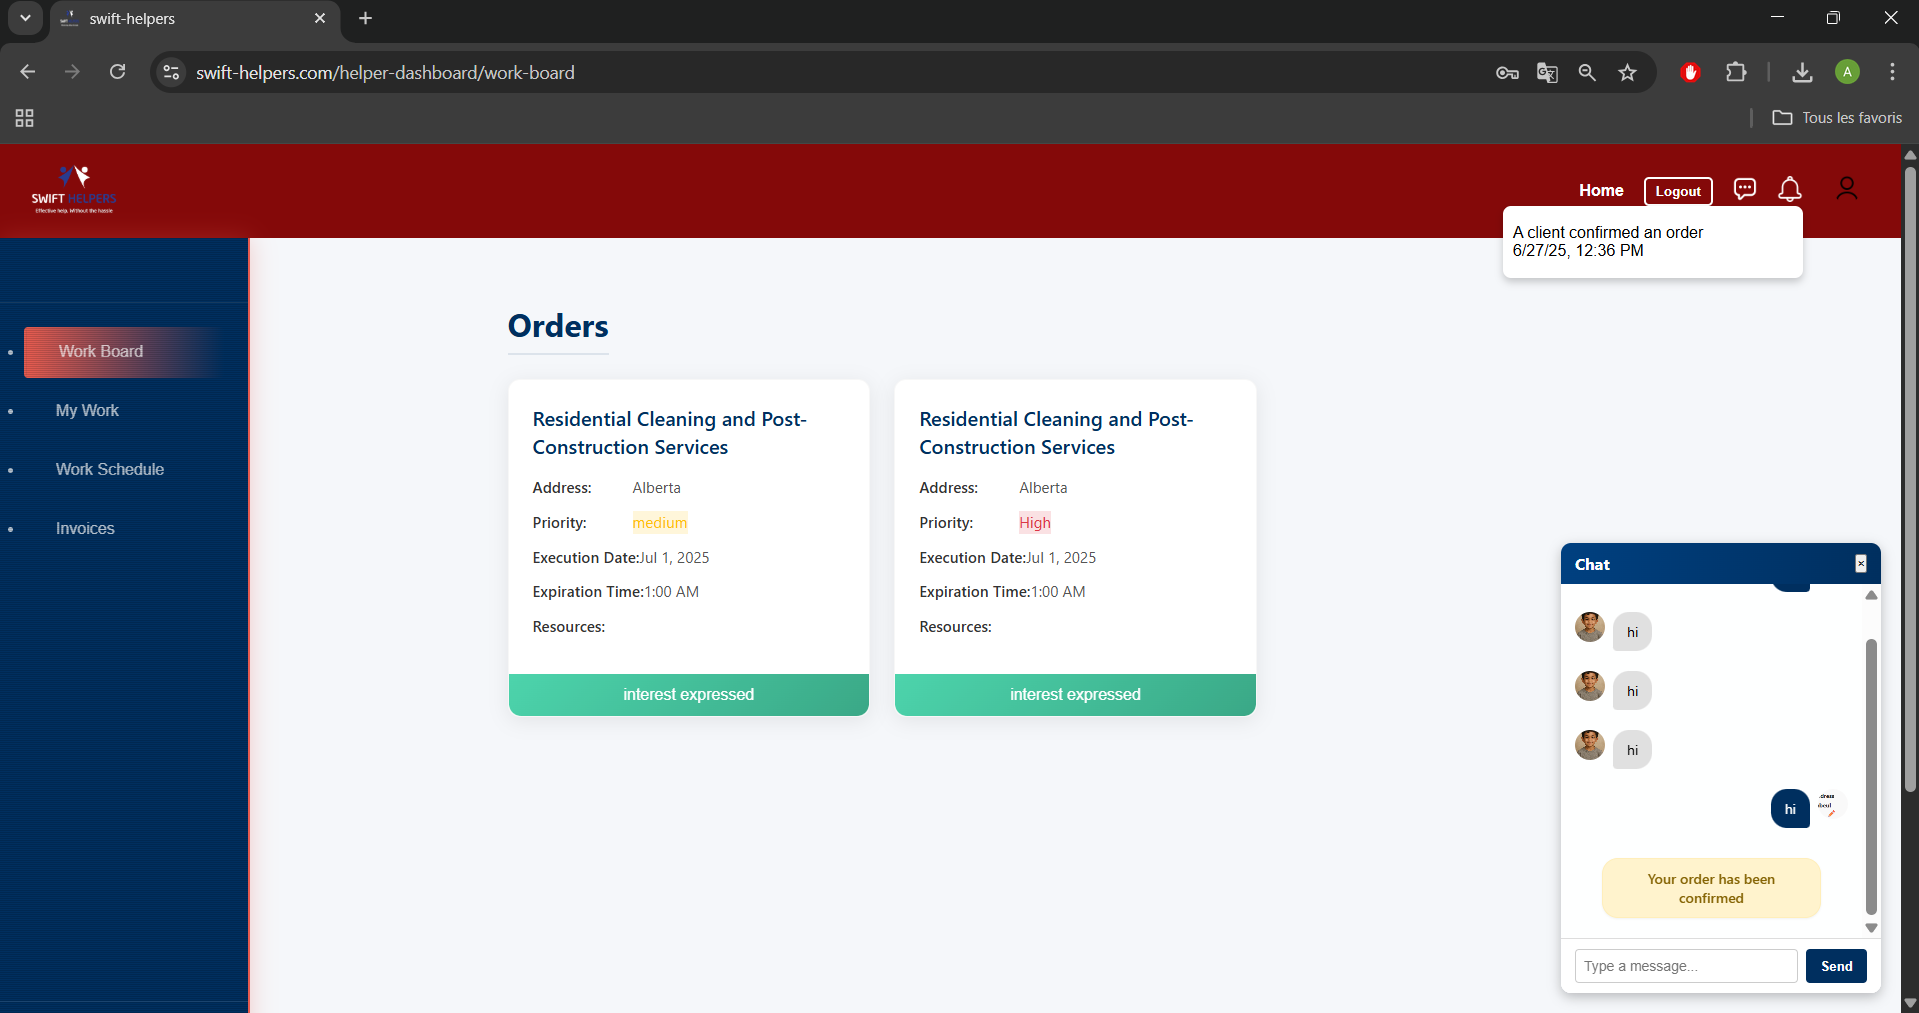 swift-helpers
swift-helpers.com/helper-dashboard/work-board
A
Tous les favoris
SWIFT HELPERS
Effective help, Without the hassle
Home
Logout
A client confirmed an order
6/27/25, 12:36 PM
Work Board
My Work
Work Schedule
Invoices
Orders
Residential Cleaning and Post-
Construction Services
Address: Alberta
Priority: medium
Execution Date:Jul 1, 2025
Expiration Time:1:00 AM
Resources:
interest expressed
Residential Cleaning and Post-
Construction Services
Address: Alberta
Priority: High
Execution Date:Jul 1, 2025
Expiration Time:1:00 AM
Resources:
interest expressed
Chat
hi
hi
hi
hi
Your order has been
confirmed
Type a message...
Send